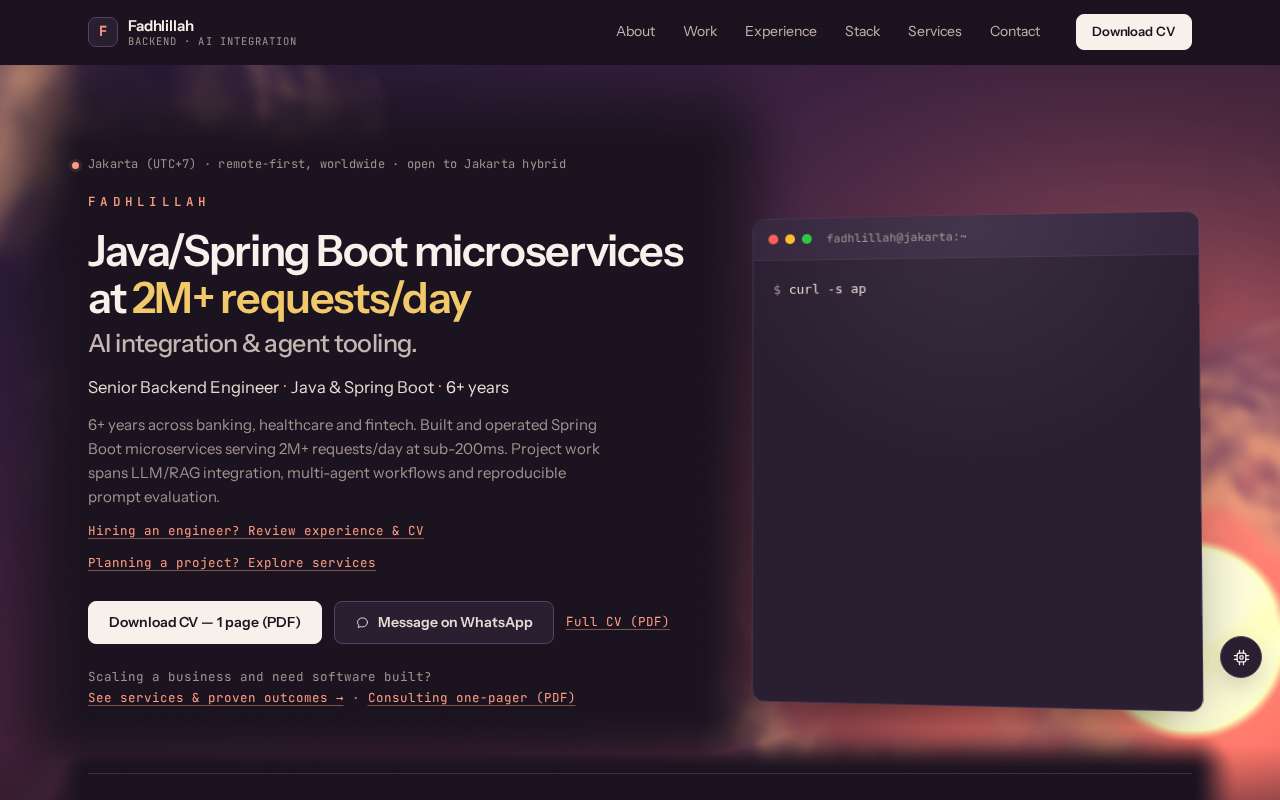 F
Fadhlillah
BACKEND · AI INTEGRATION
About
Work
Experience
Stack
Services
Contact
Download CV
Jakarta (UTC+7) · remote-first, worldwide · open to Jakarta hybrid
FADHLILLAH
Java/Spring Boot microservices
at 2M+ requests/day
AI integration & agent tooling.
Senior Backend Engineer · Java & Spring Boot · 6+ years
6+ years across banking, healthcare and fintech. Built and operated Spring
Boot microservices serving 2M+ requests/day at sub-200ms. Project work
spans LLM/RAG integration, multi-agent workflows and reproducible
prompt evaluation.
Hiring an engineer? Review experience & CV
Planning a project? Explore services
Download CV — 1 page (PDF)
Message on WhatsApp
Full CV (PDF)
Scaling a business and need software built?
See services & proven outcomes → · Consulting one-pager (PDF)
fadhlillah@jakarta:~
$ curl -s ap